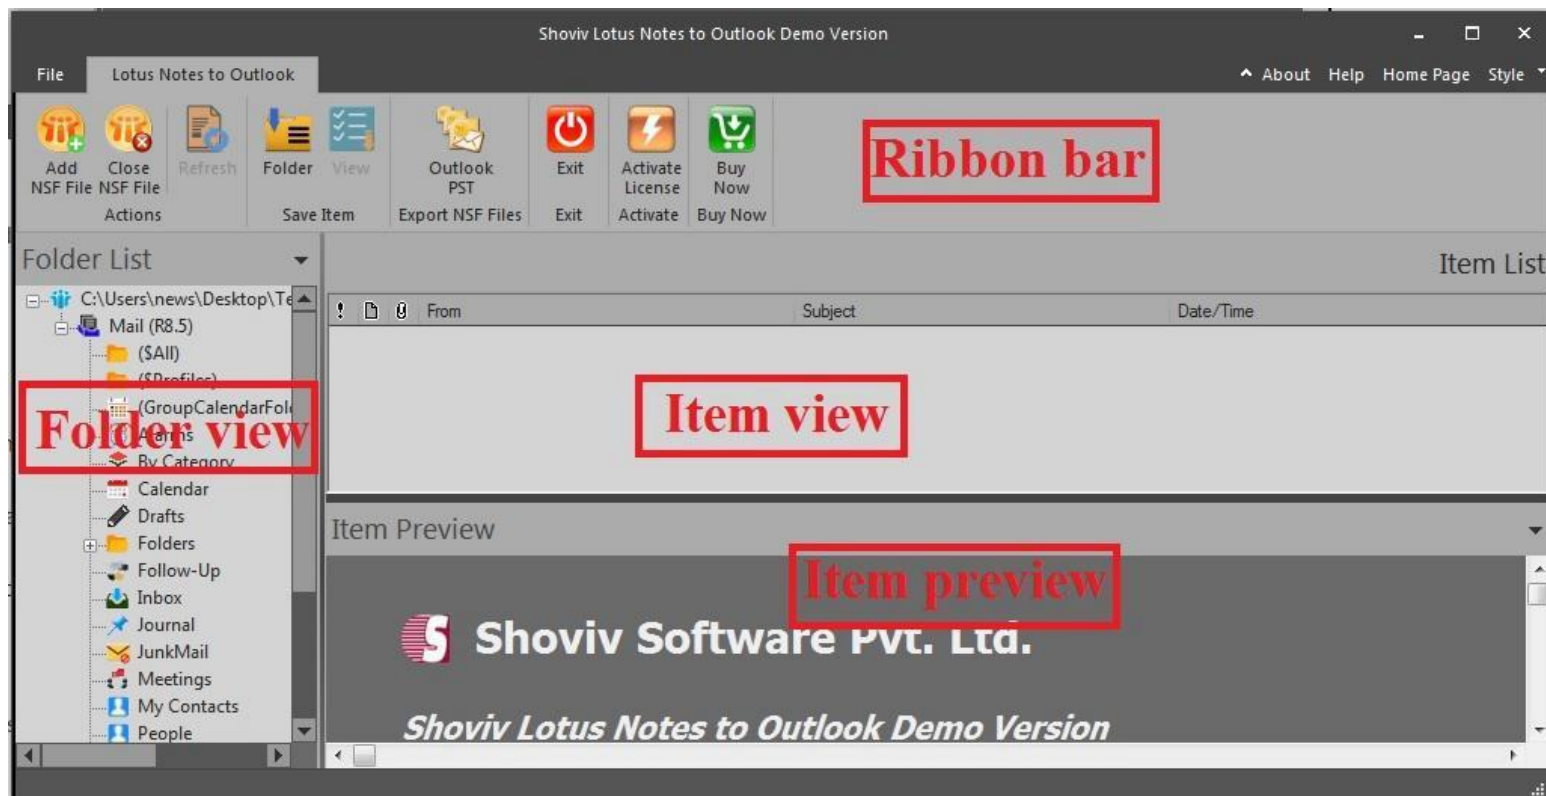 Shoviv Lotus Notes to Outlook Demo Version
File Lotus Notes to Outlook About Help Home Page Style
Add NSF File
Close NSF File
Refresh
Folder
View
Outlook PST
Exit
Activate License
Buy Now
Actions Save Item Export NSF Files Exit Activate Buy Now
Ribbon bar
Folder List
Item List
C:\Users\news\Desktop\Te
Mail (R8.5)
($All)
($Profiles)
(GroupCalendarFol
Alarms
By Category
Calendar
Drafts
Folders
Follow-Up
Inbox
Journal
JunkMail
Meetings
My Contacts
People
Folder view
! From Subject Date/Time
Item view
Item Preview
Item preview
Shoviv Software Pvt. Ltd.
Shoviv Lotus Notes to Outlook Demo Version